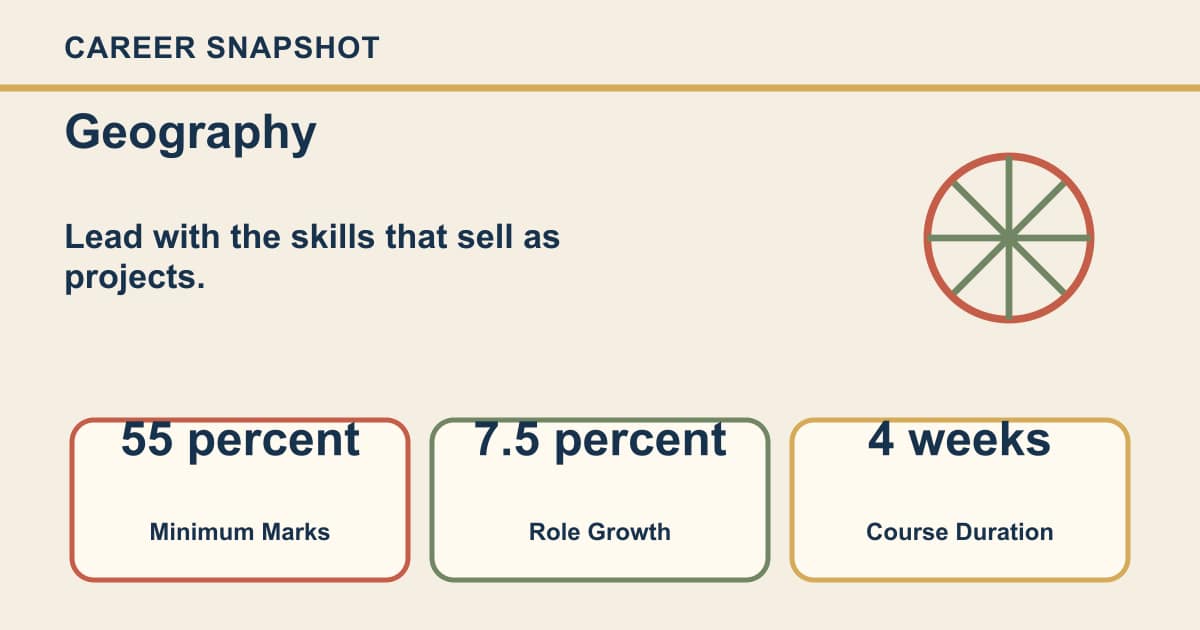 CAREER SNAPSHOT
Geography
Lead with the skills that sell as
projects.
55 percent
Minimum Marks
7.5 percent
Role Growth
4 weeks
Course Duration